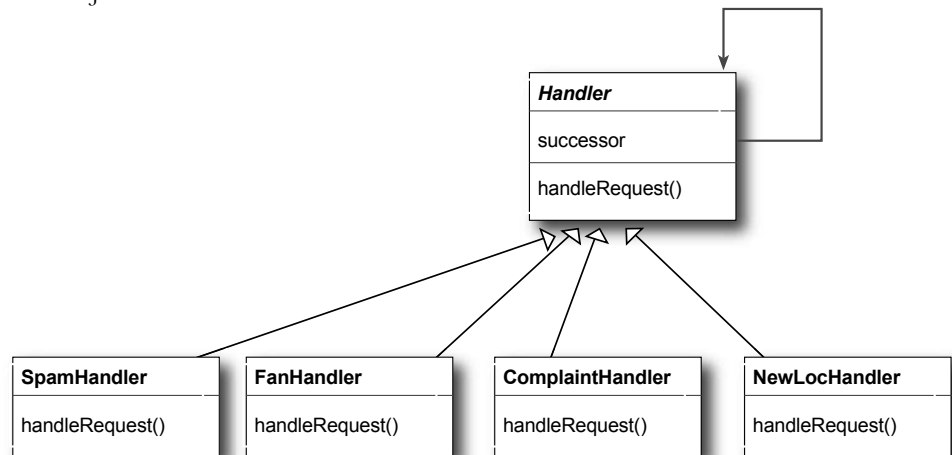 j
Handler
successor
handleRequest()
SpamHandler
FanHandler
ComplaintHandler
NewLocHandler
handleRequest()
handleRequest()
handleRequest()
handleRequest()